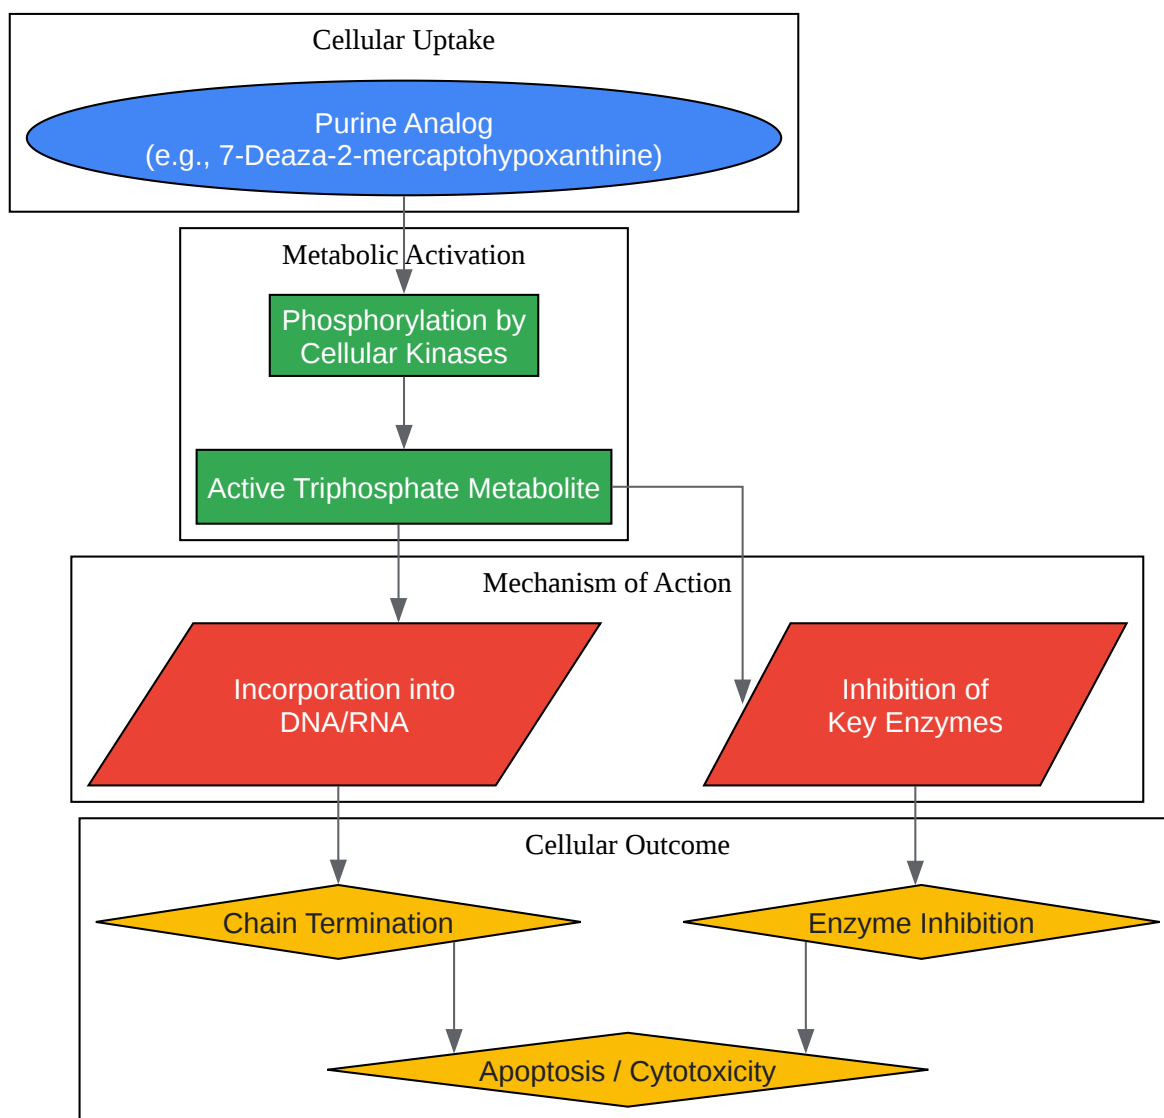 Cellular Uptake
Purine Analog
(e.g., 7-Deaza-2-mercaptohypoxanthine)
Metabolic Activation
Phosphorylation by
Cellular Kinases
Active Triphosphate Metabolite
Mechanism of Action
Incorporation into
DNA/RNA
Inhibition of
Key Enzymes
Cellular Outcome
Chain Termination
Enzyme Inhibition
Apoptosis / Cytotoxicity